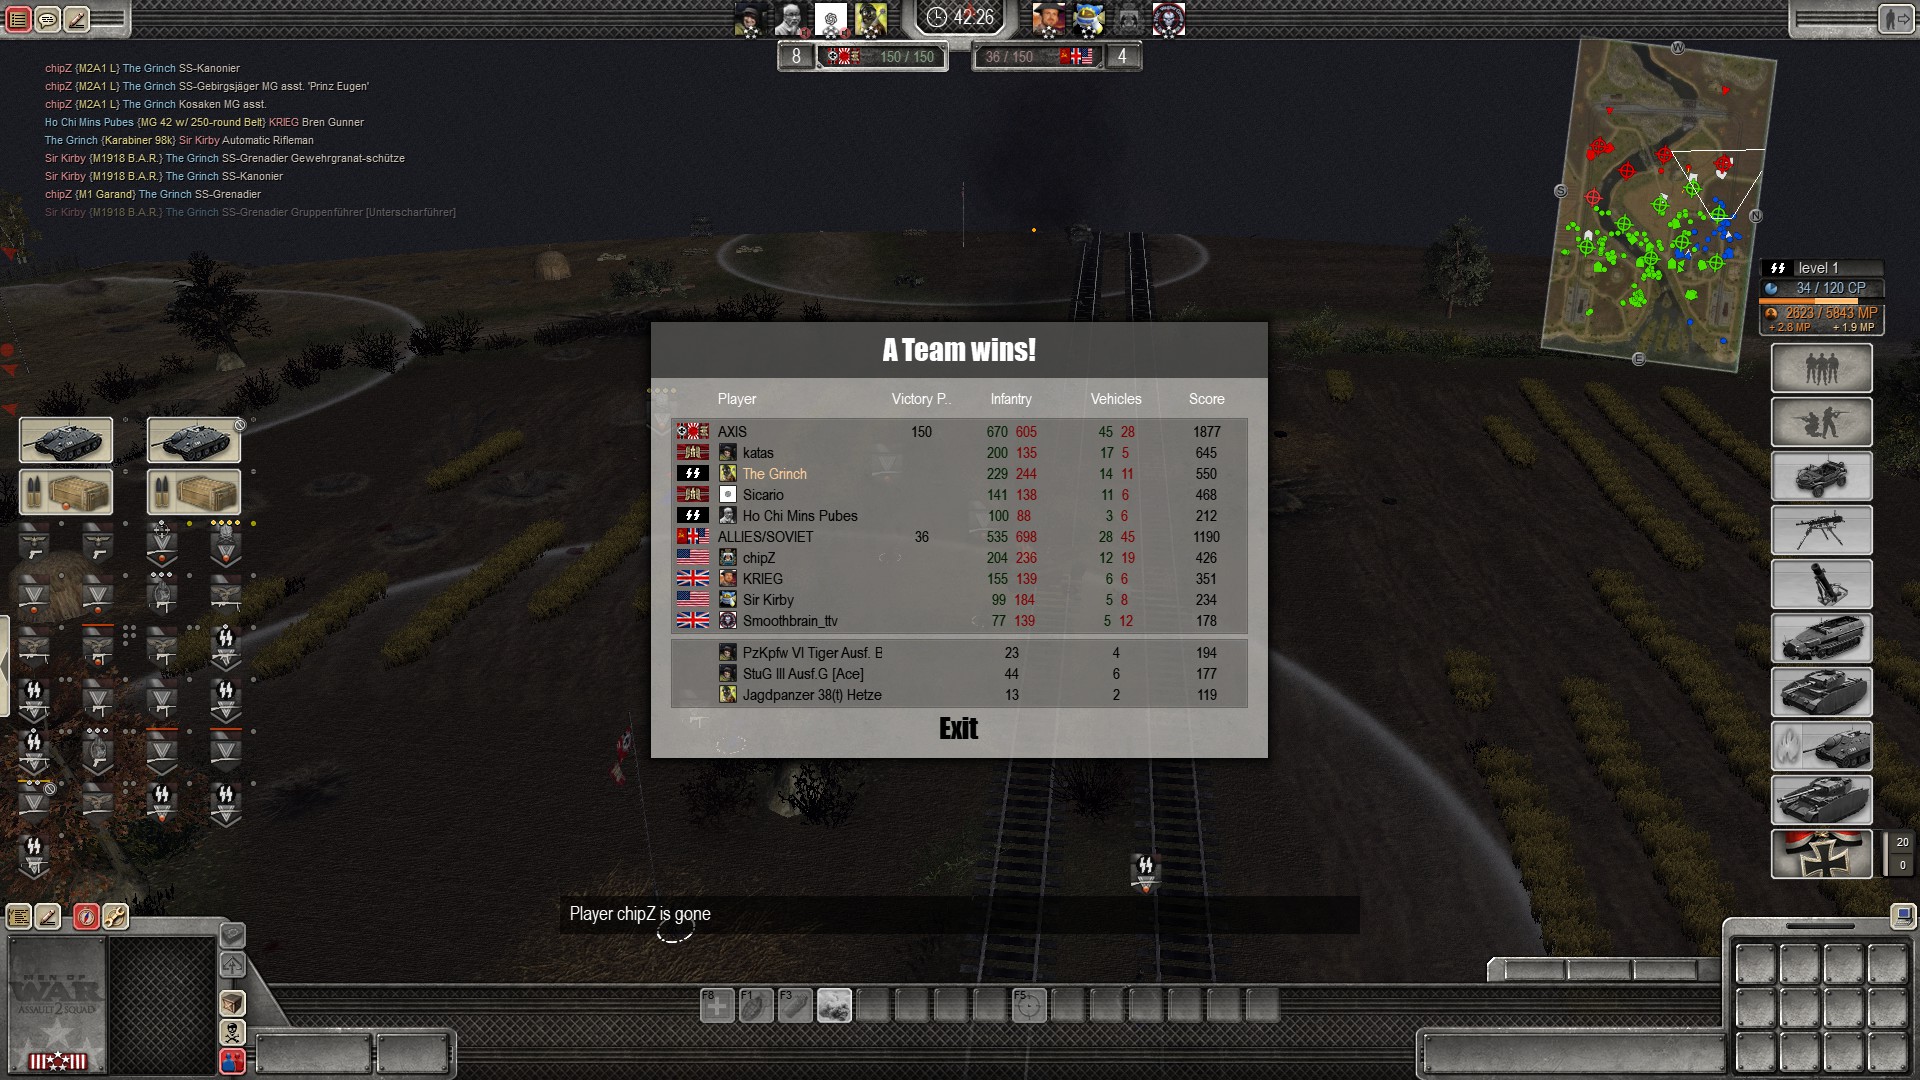 42:26
8 150 / 150 36 / 150 4
chipZ {M2A1 L} The Grinch SS-Kanonier
chipZ {M2A1 L} The Grinch SS-Gebirgsjäger MG asst. 'Prinz Eugen'
chipZ {M2A1 L} The Grinch Kosaken MG asst.
Ho Chi Mins Pubes {MG 42 w/ 250-round Belt} KRIEG Bren Gunner
The Grinch {Karabiner 98k} Sir Kirby Automatic Rifleman
Sir Kirby {M1918 B.A.R.} The Grinch SS-Grenadier Gewehrgranat-schütze
Sir Kirby {M1918 B.A.R.} The Grinch SS-Kanonier
chipZ {M1 Garand} The Grinch SS-Grenadier
Sir Kirby {M1918 B.A.R.} The Grinch SS-Grenadier Gruppenführer [Unterscharführer]
W
S
N
E
level 1
34 / 120 CP
2623 / 5843 MP
+ 2.8 MP + 1.9 MP
A Team wins!
Player Victory P.. Infantry Vehicles Score
AXIS 150 670 605 45 28 1877
katas 200 135 17 5 645
The Grinch 229 244 14 11 550
Sicario 141 138 11 6 468
Ho Chi Mins Pubes 100 88 3 6 212
ALLIES/SOVIET 36 535 698 28 45 1190
chipZ 204 236 12 19 426
KRIEG 155 139 6 6 351
Sir Kirby 99 184 5 8 234
Smoothbrain_ttv 77 139 5 12 178
PzKpfw VI Tiger Ausf. E 23 4 194
StuG III Ausf.G [Ace] 44 6 177
Jagdpanzer 38(t) Hetze 13 2 119
Exit
20
0
Player chipZ is gone
MEN OF
WAR
ASSAULT 2 SQUAD
F8 F1 F3 F5